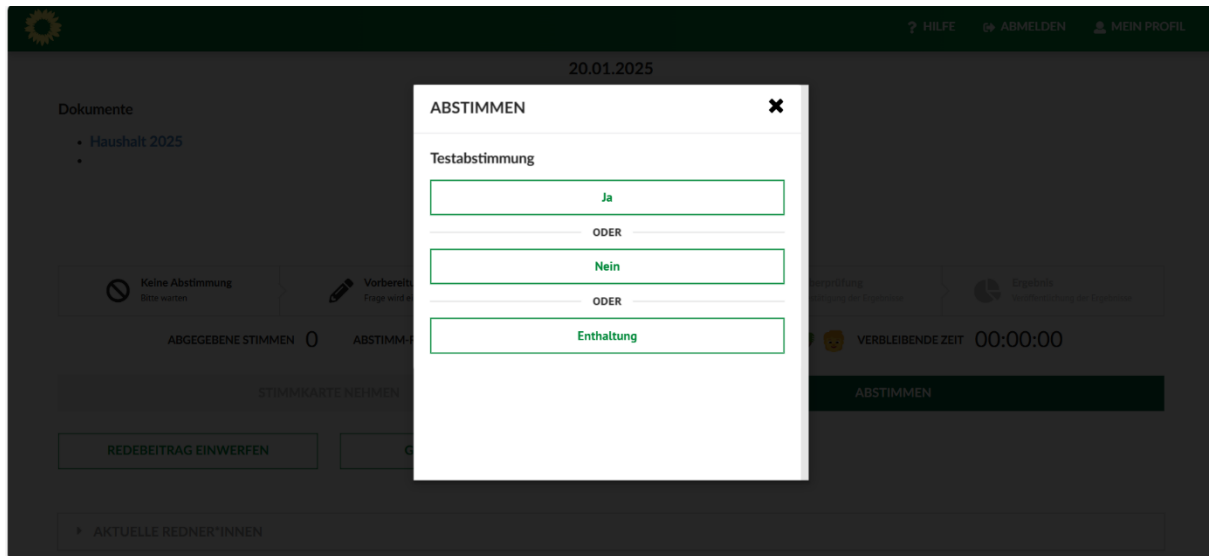 ? HILFE
ABMELDEN
MEIN PROFIL
20.01.2025
Dokumente
Haushalt 2025
ABSTIMMEN
Testabstimmung
Ja
ODER
Nein
ODER
Enthaltung
Keine Abstimmung
Bitte warten
Frage wird
Ergebnis
ABGEGEBENE STIMMEN 0
VERBLEIBENDE ZEIT 00:00:00
STIMMKARTE NEHMEN
ABSTIMMEN
REDEBEITRAG EINWERFEN
AKTUELLE REDNER*INNEN